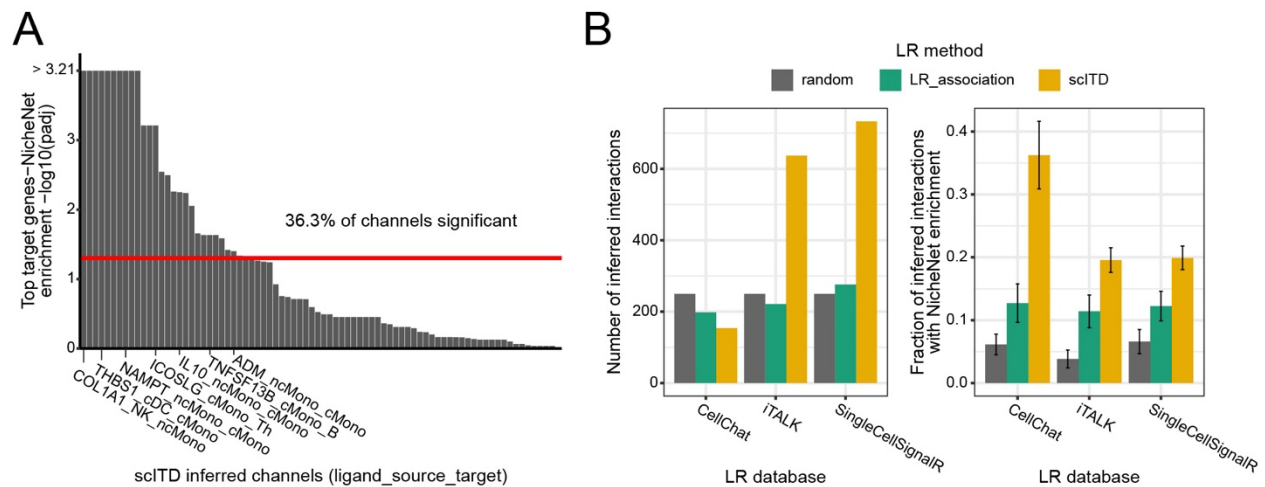 A
Top target genes-NicheNet
enrichment -log10(padj)
> 3.21
3
2
1
0
36.3% of channels significant
COL1A1_NK_ncMono
THBS1_cDC_cMono
NAMPT_ncMono_cMono
ICOSLG_cMono_Th
IL10_ncMono_cMono
TNFSF13B_cMono_B
ADM_ncMono_cMono
scITD inferred channels (ligand_source_target)
B
LR method
random
LR_association
scITD
Number of inferred interactions
600
400
200
0
CellChat
iTALK
SingleCellSignalR
LR database
Fraction of inferred interactions
with NicheNet enrichment
0.4
0.3
0.2
0.1
0.0
CellChat
iTALK
SingleCellSignalR
LR database